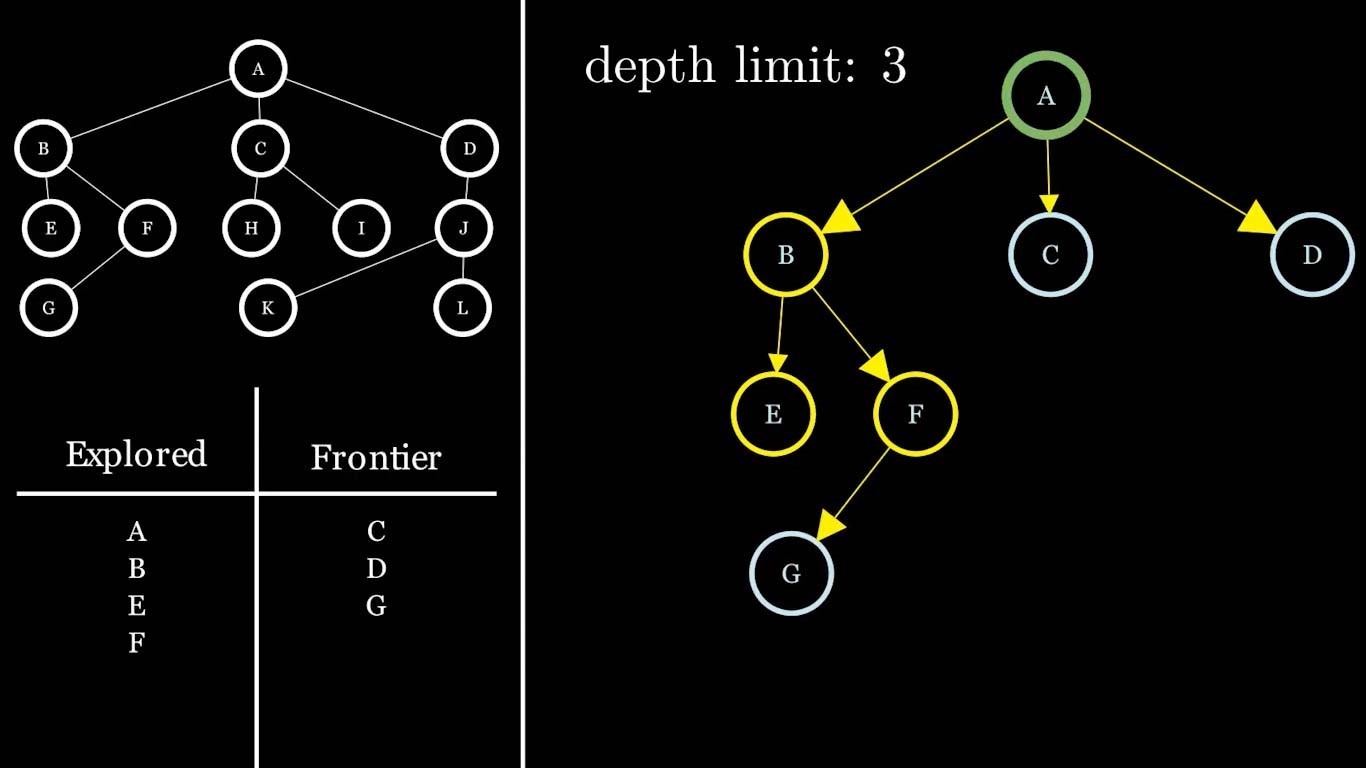 A
B C D
E F H I J
G K L
Explored Frontier
A C
B D
E G
F
depth limit: 3
A
B C D
E F
G